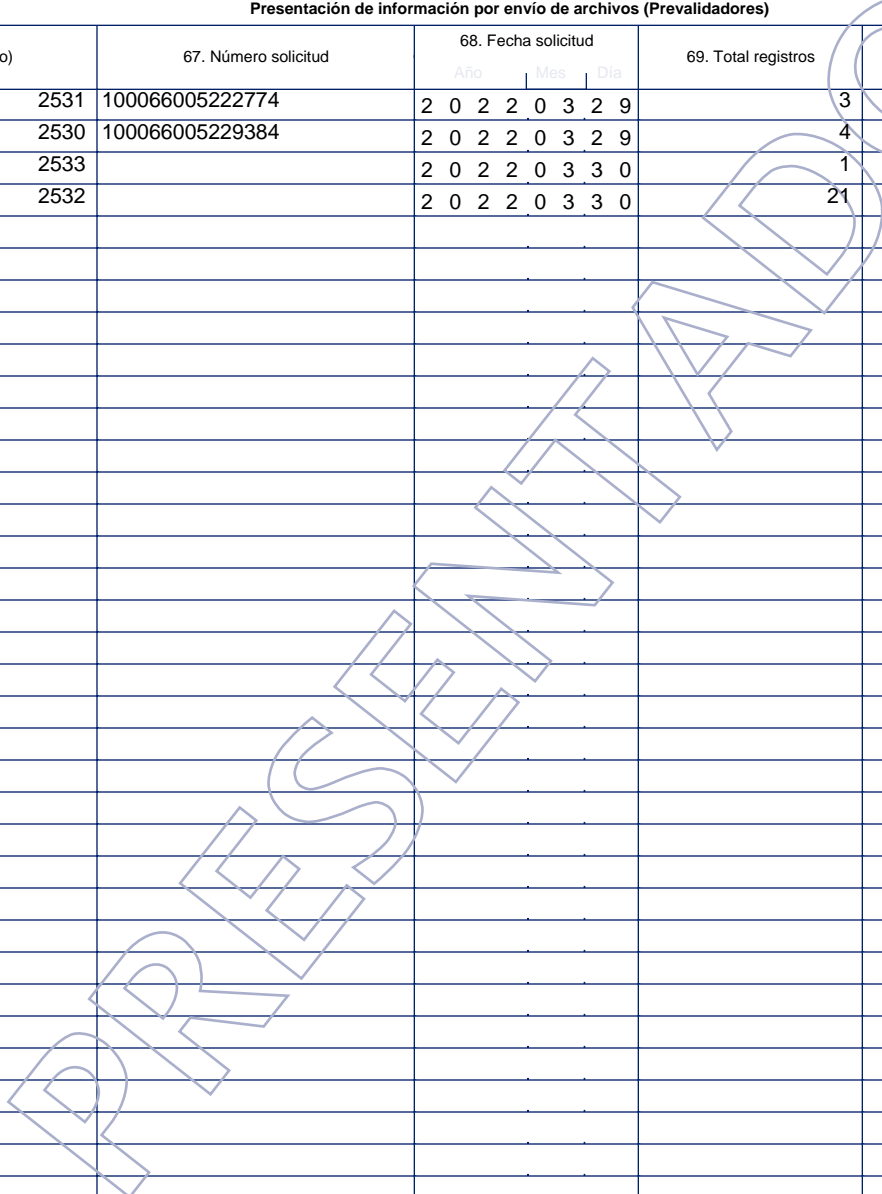 Presentación de información por envío de archivos (Prevalidadores)
o) 67. Número solicitud 68. Fecha solicitud 69. Total registros
Año Mes Día
2531 100066005222774 2 0 2 2 0 3 2 9 3
2530 100066005229384 2 0 2 2 0 3 2 9 4
2533 2 0 2 2 0 3 3 0 1
2532 2 0 2 2 0 3 3 0 21
PRESENTADO